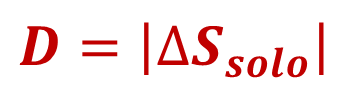 D = |ΔS_solo|